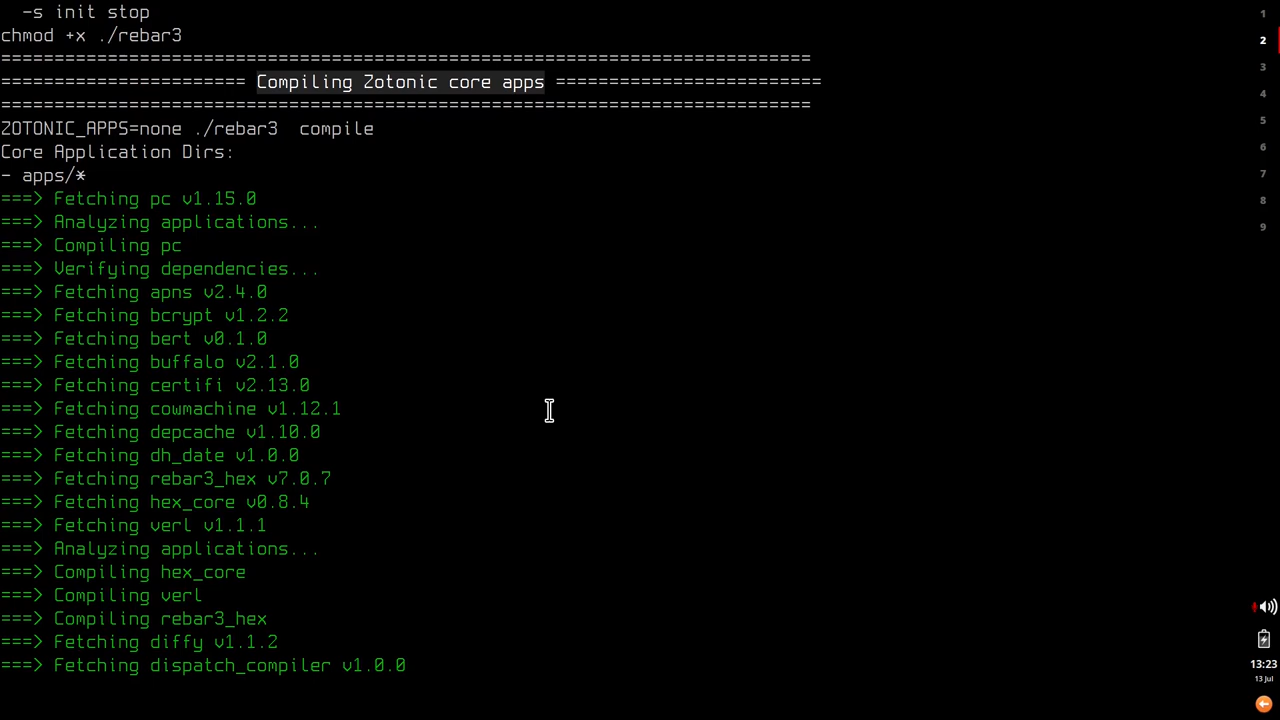 -s init stop
chmod +x ./rebar3
============================================================================
======================= Compiling Zotonic core apps =========================
============================================================================
ZOTONIC_APPS=none ./rebar3  compile
Core Application Dirs:
- apps/*
===> Fetching pc v1.15.0
===> Analyzing applications...
===> Compiling pc
===> Verifying dependencies...
===> Fetching apns v2.4.0
===> Fetching bcrypt v1.2.2
===> Fetching bert v0.1.0
===> Fetching buffalo v2.1.0
===> Fetching certifi v2.13.0
===> Fetching cowmachine v1.12.1
===> Fetching depcache v1.10.0
===> Fetching dh_date v1.0.0
===> Fetching rebar3_hex v7.0.7
===> Fetching hex_core v0.8.4
===> Fetching verl v1.1.1
===> Analyzing applications...
===> Compiling hex_core
===> Compiling verl
===> Compiling rebar3_hex
===> Fetching diffy v1.1.2
===> Fetching dispatch_compiler v1.0.0
1
2
3
4
5
6
7
8
9
13:23
13 Jul